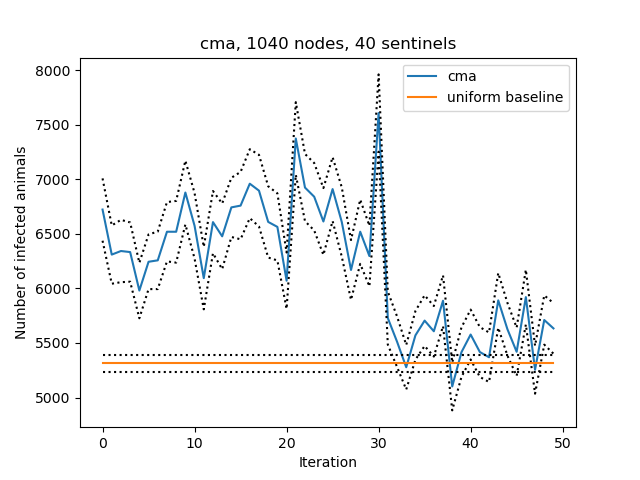 cma, 1040 nodes, 40 sentinels
cma
uniform baseline
8000
7500
7000
6500
6000
5500
5000
Number of infected animals
0 10 20 30 40 50
Iteration